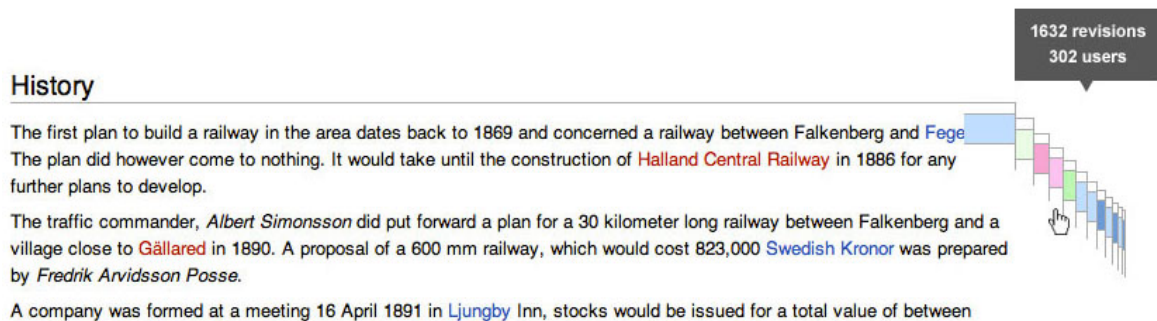 1632 revisions
302 users
History
The first plan to build a railway in the area dates back to 1869 and concerned a railway between Falkenberg and Fege
The plan did however come to nothing. It would take until the construction of Halland Central Railway in 1886 for any
further plans to develop.
The traffic commander, Albert Simonsson did put forward a plan for a 30 kilometer long railway between Falkenberg and a
village close to Gällared in 1890. A proposal of a 600 mm railway, which would cost 823,000 Swedish Kronor was prepared
by Fredrik Arvidsson Posse.
A company was formed at a meeting 16 April 1891 in Ljungby Inn, stocks would be issued for a total value of between